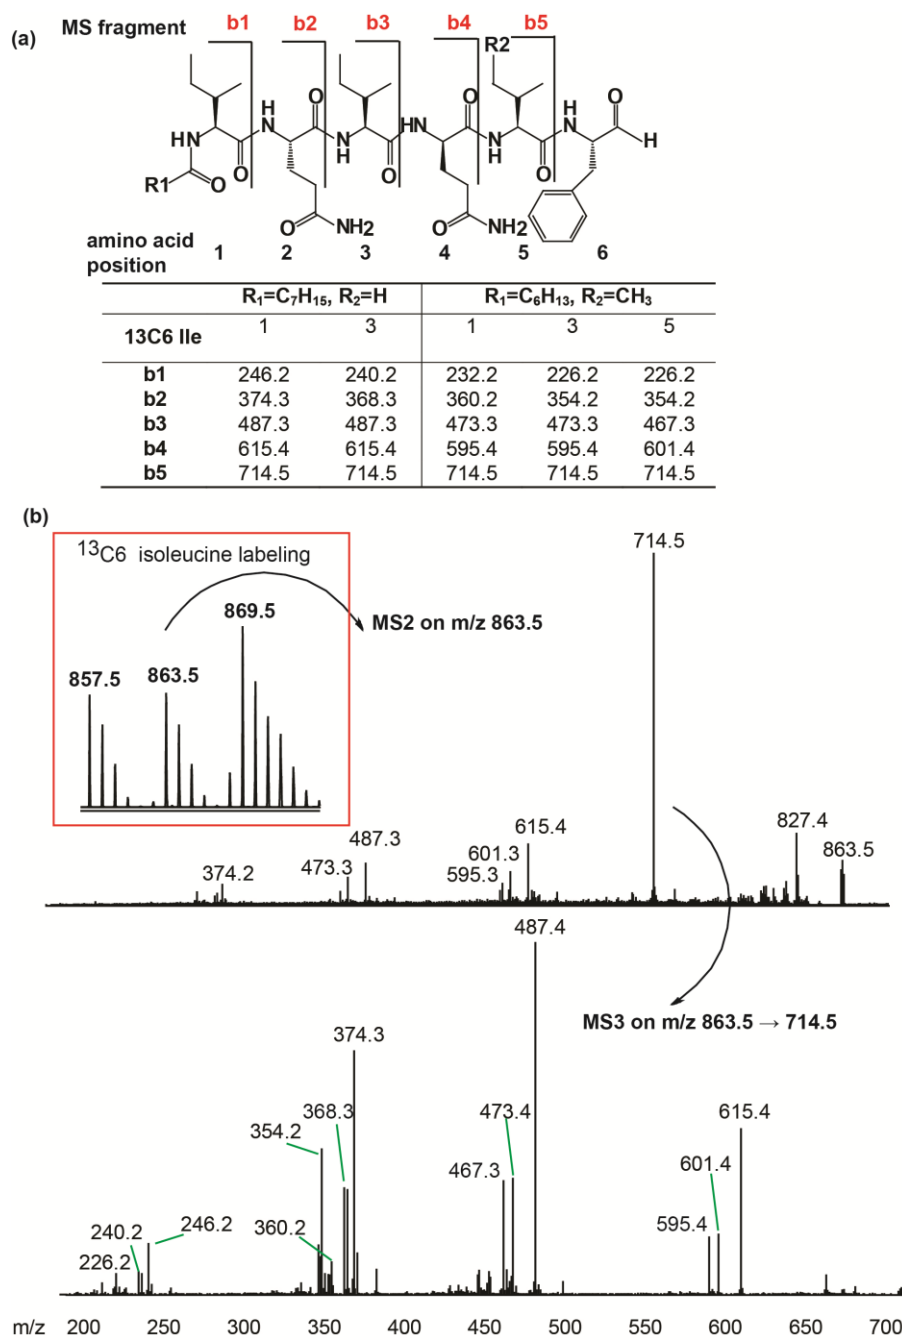 (a) MS fragment b1 b2 b3 b4 b5
R2
H N O H N O HN O H N O
N H O N H O N H O H
R1 O
O NH2 O NH2
amino acid position 1 2 3 4 5 6
R1=C7H15, R2=H R1=C6H13, R2=CH3
13C6 Ile 1 3 1 3 5
b1 246.2 240.2 232.2 226.2 226.2
b2 374.3 368.3 360.2 354.2 354.2
b3 487.3 487.3 473.3 473.3 467.3
b4 615.4 615.4 595.4 595.4 601.4
b5 714.5 714.5 714.5 714.5 714.5
(b)
13C6 isoleucine labeling
857.5 863.5 869.5
MS2 on m/z 863.5
374.2 473.3 487.3 595.3 601.3 615.4 714.5 827.4 863.5
MS3 on m/z 863.5 → 714.5
226.2 240.2 246.2 354.2 360.2 368.3 374.3 467.3 473.4 487.4 595.4 601.4 615.4
m/z 200 250 300 350 400 450 500 550 600 650 700